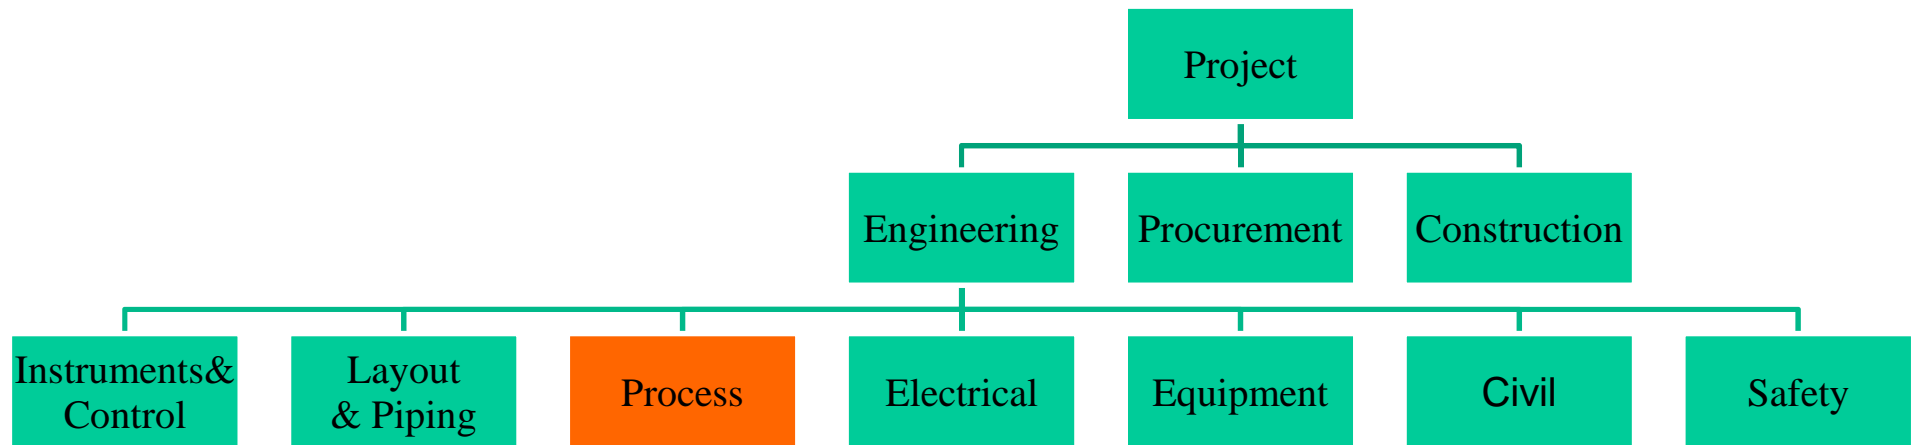 Project
Engineering
Procurement
Construction
Instruments&
Control
Layout
& Piping
Process
Electrical
Equipment
Civil
Safety